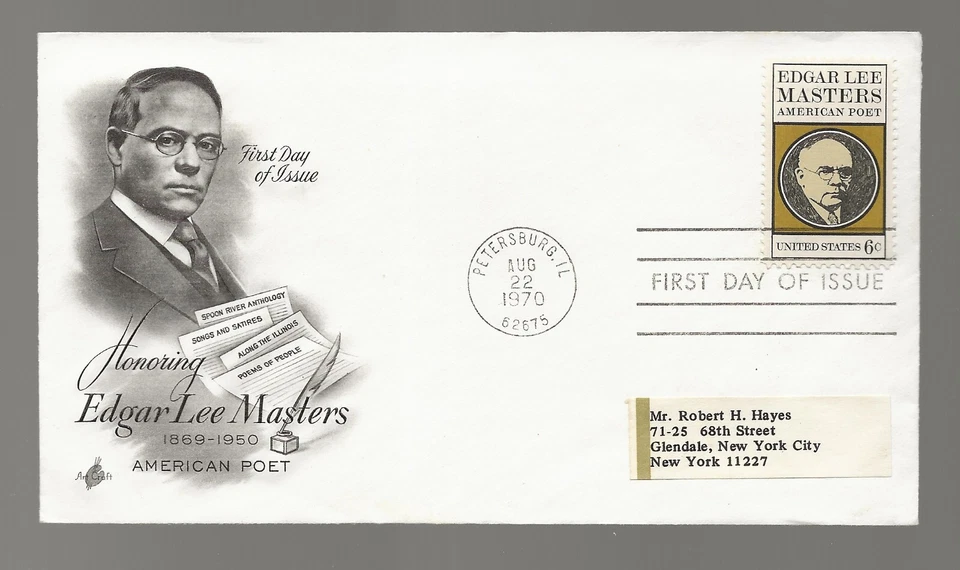 First Day
of Issue
SPOON RIVER ANTHOLOGY
SONGS AND SATIRES
ALONG THE ILLINOIS
POEMS OF PEOPLE
Honoring
Edgar Lee Masters
1869-1950
AMERICAN POET
Art Craft
PETERSBURG, IL
AUG
22
1970
62675
EDGAR LEE
MASTERS
AMERICAN POET
UNITED STATES 6c
FIRST DAY OF ISSUE
Mr. Robert H. Hayes
71-25 68th Street
Glendale, New York City
New York 11227